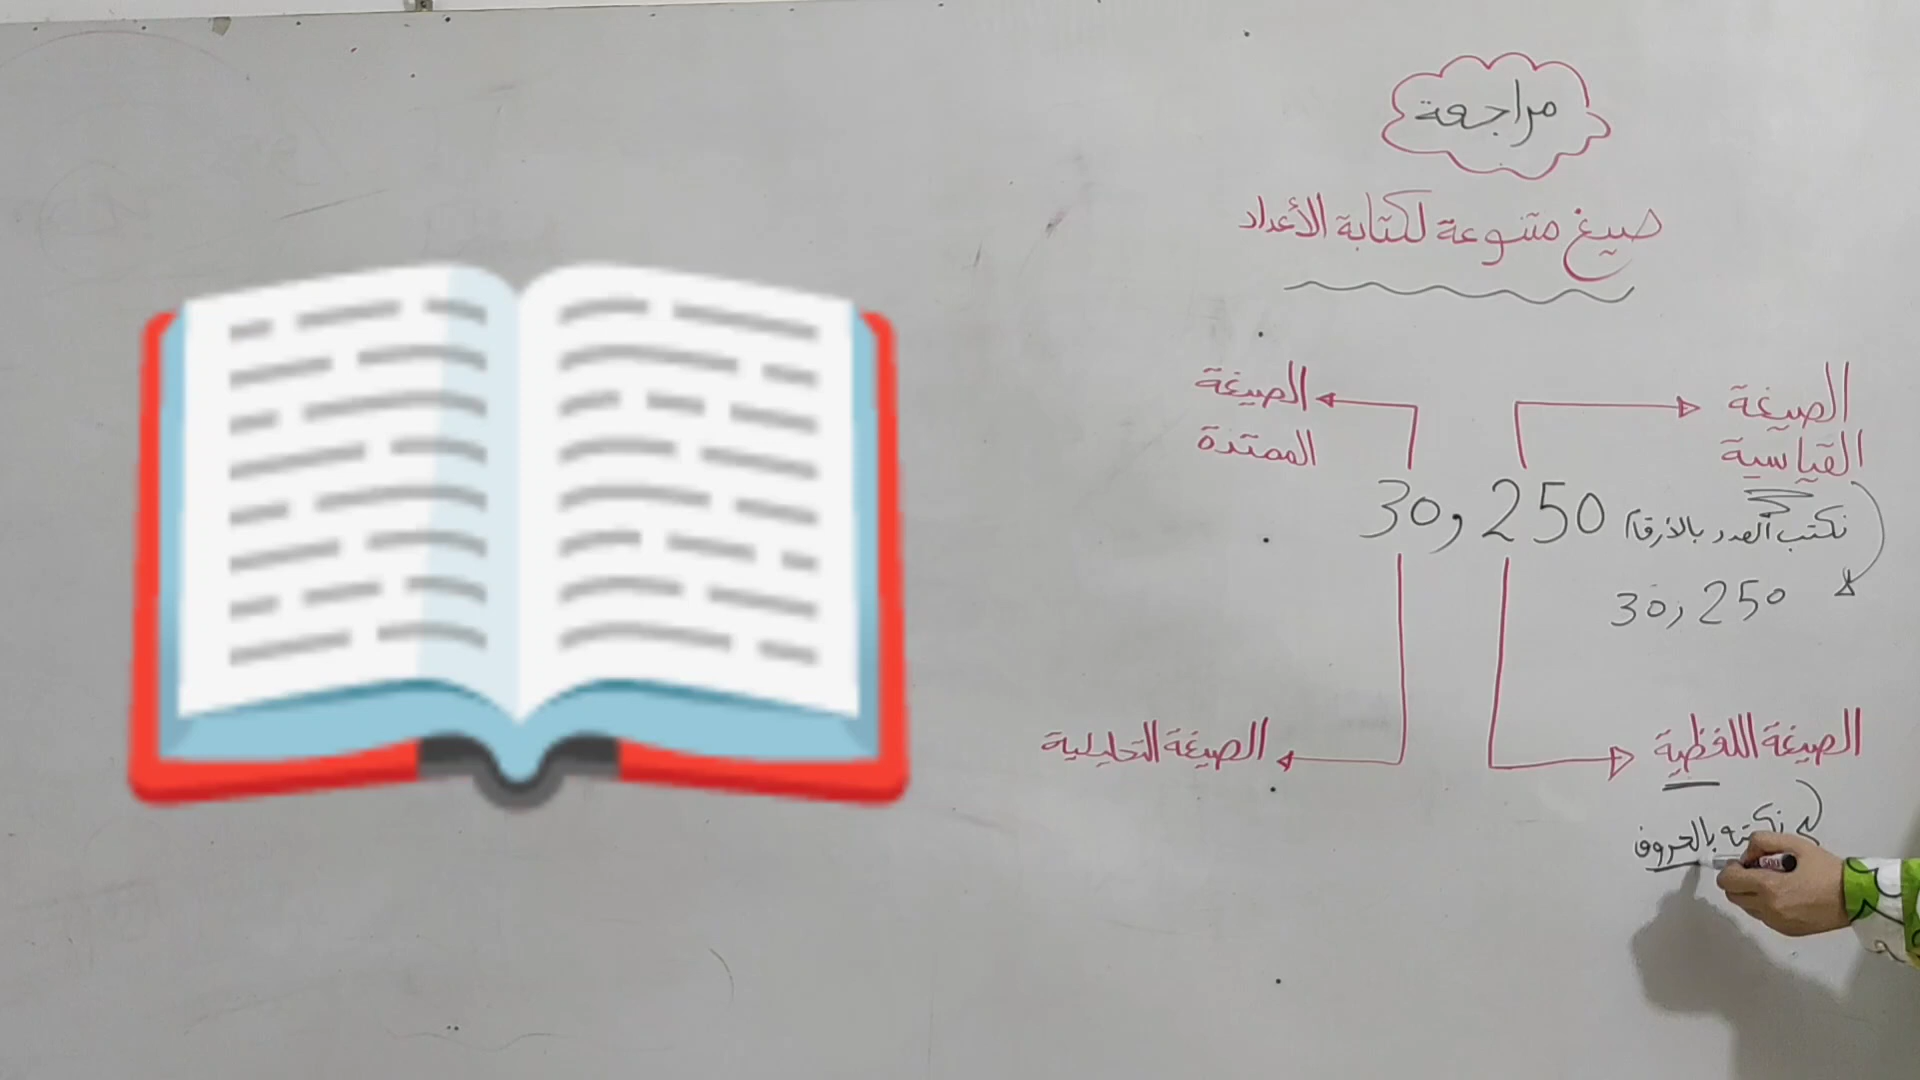 مراجعة
صيغ متنوعة لكتابة الأعداد
الصيغة
القياسية
نكتب العدد بالأرقام
30,250
الصيغة
الممتدة
30,250
الصيغة اللفظية
نكتبه بالحروف
الصيغة التحليلية